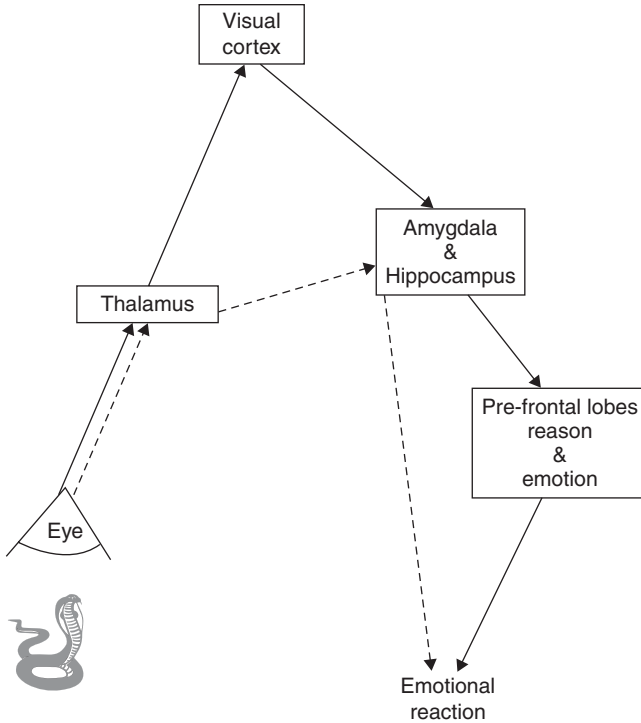 Visual
cortex
Amygdala
&
Hippocampus
Thalamus
Pre-frontal lobes
reason
&
emotion
Eye
Emotional
reaction